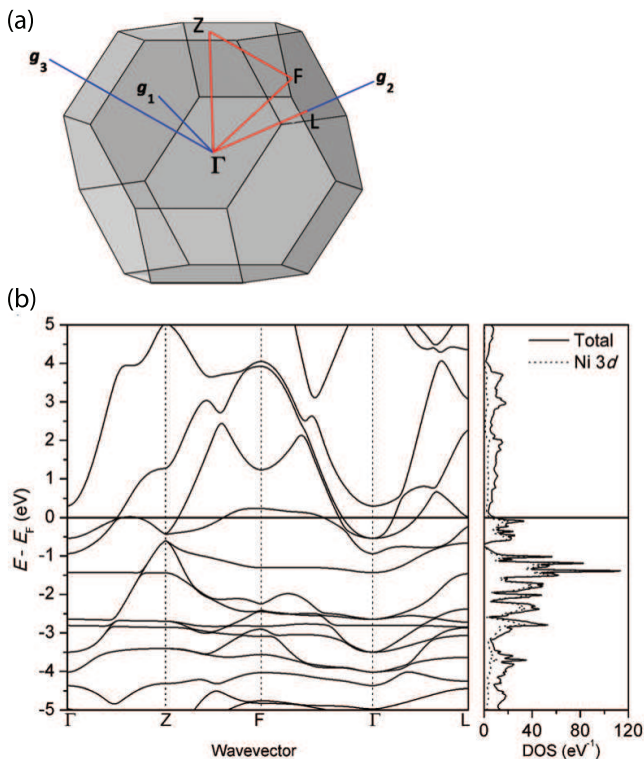 (a)
Z
g3
F
g1
g2
L
Γ
(b)
5
4
3
2
1
0
-1
-2
-3
-4
-5
E - EF (eV)
Γ Z F Γ L
Wavevector
Total
Ni 3d
0 40 80 120
DOS (eV-1)